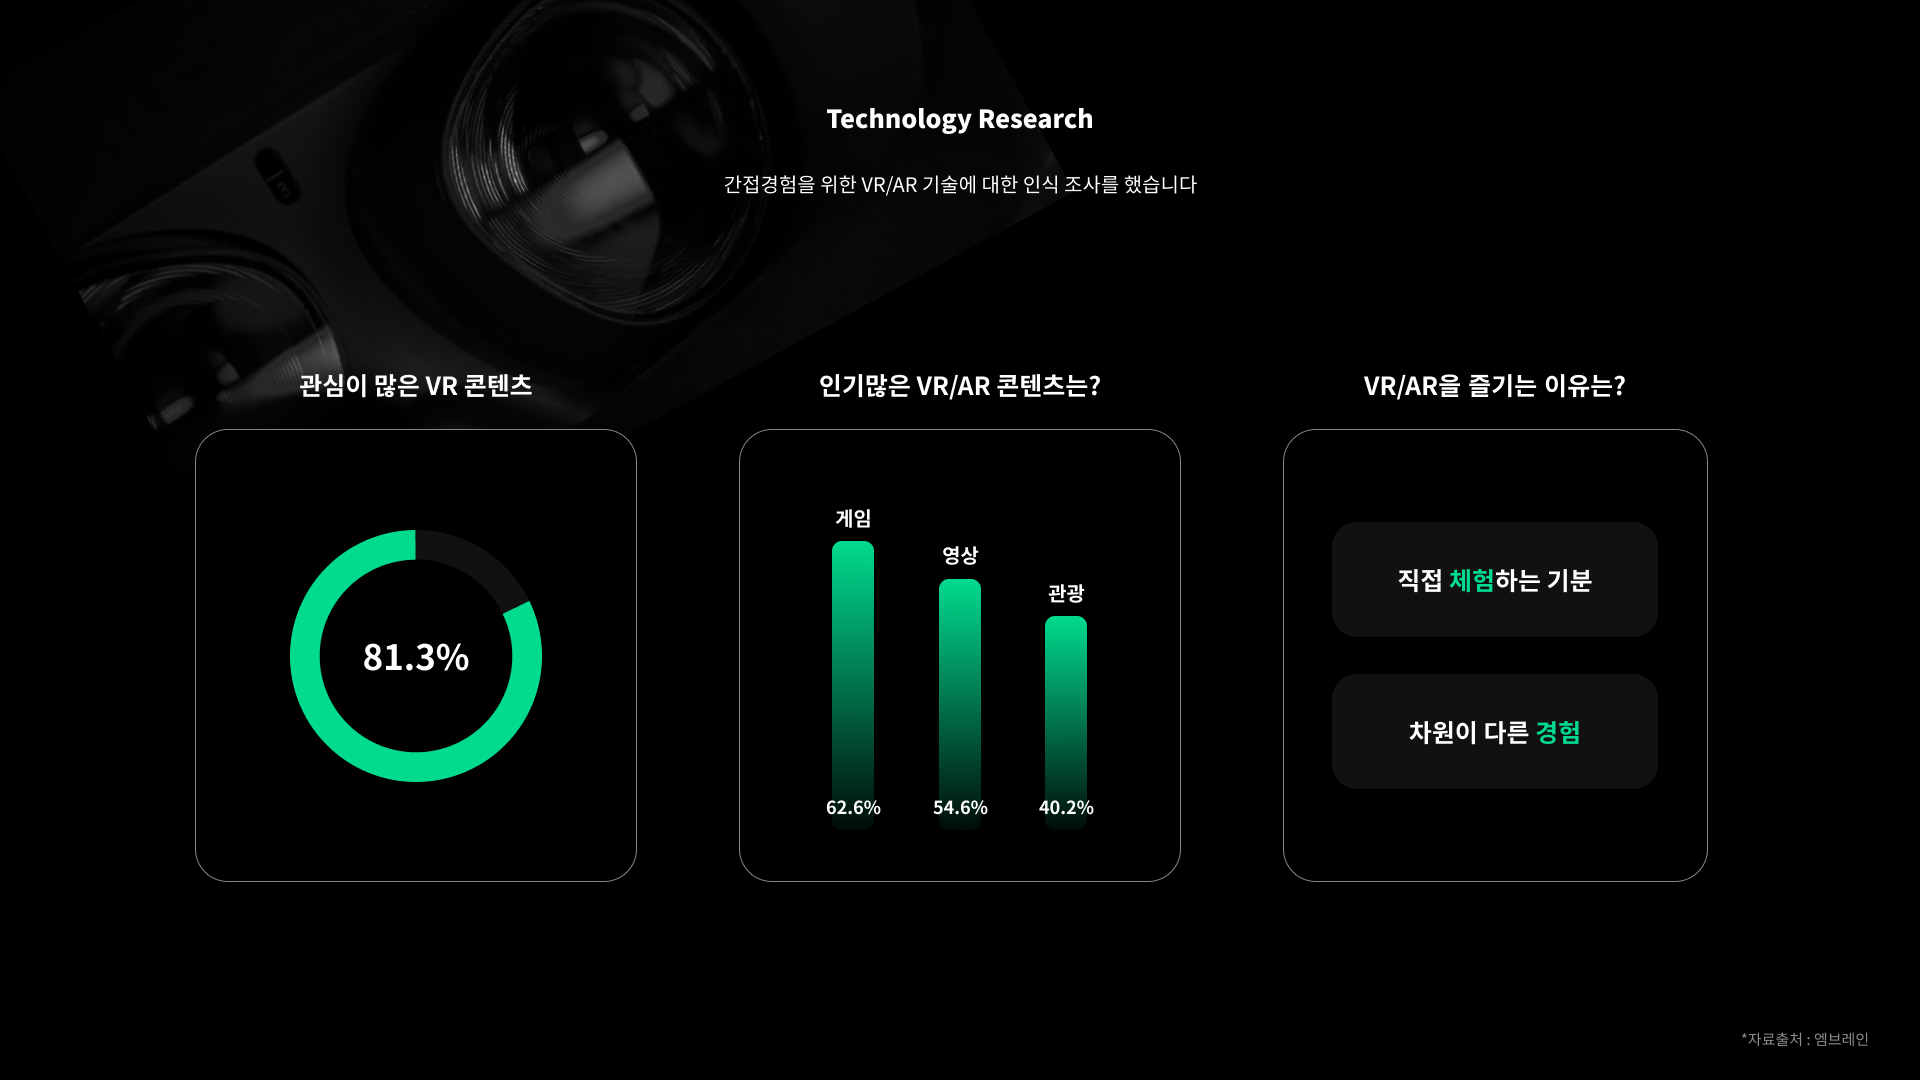 Technology Research
간접경험을 위한 VR/AR 기술에 대한 인식 조사를 했습니다
관심이 많은 VR 콘텐츠
81.3%
인기많은 VR/AR 콘텐츠는?
게임
영상
관광
62.6%
54.6%
40.2%
VR/AR을 즐기는 이유는?
직접 체험하는 기분
차원이 다른 경험
*자료출처 : 엠브레인